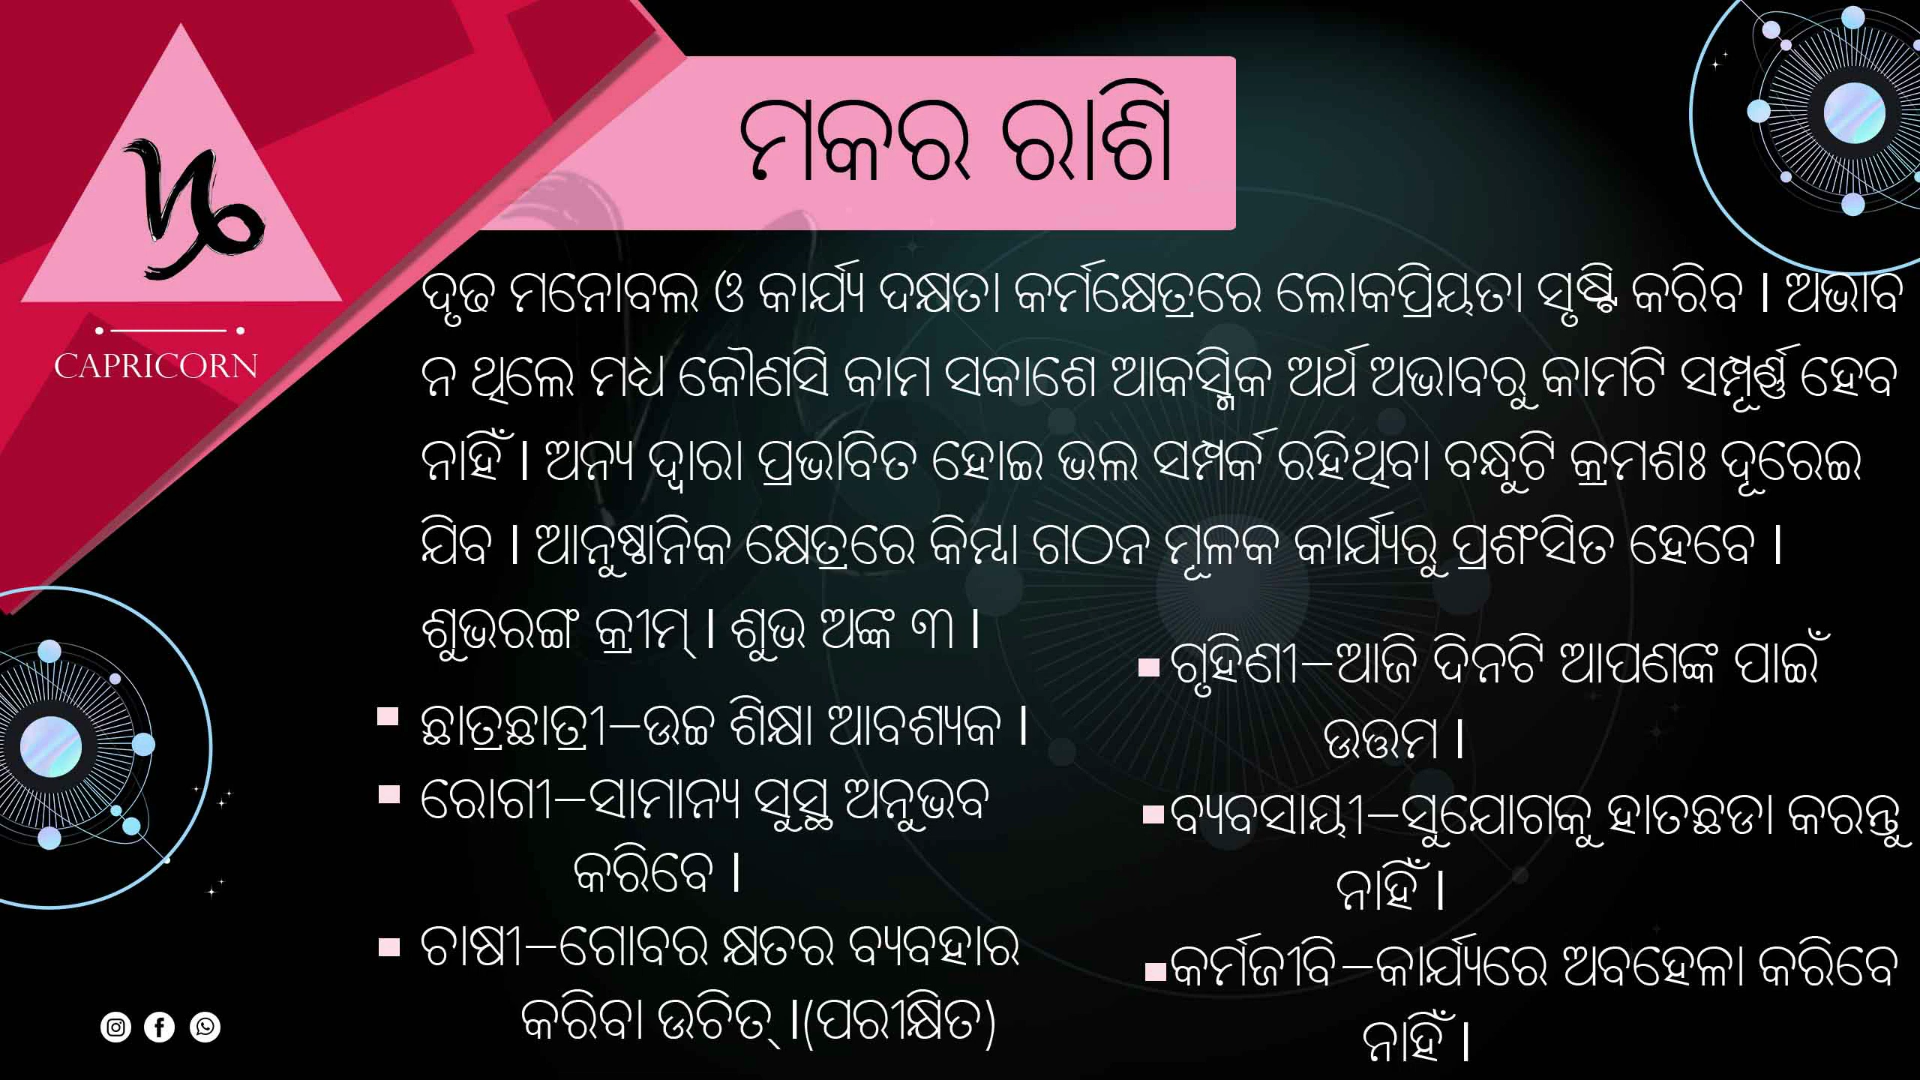 ମକର ରାଶି
CAPRICORN
ଦୃଢ ମନୋବଲ ଓ କାର୍ଯ୍ୟ ଦକ୍ଷତା କର୍ମକ୍ଷେତ୍ରରେ ଲୋକପ୍ରିୟତା ସୃଷ୍ଟି କରିବ । ଅଭାବ
ନ ଥିଲେ ମଧ୍ୟ କୌଣସି କାମ ସକାଶେ ଆକସ୍ମିକ ଅର୍ଥ ଅଭାବରୁ କାମଟି ସମ୍ପୂର୍ଣ୍ଣ ହେବ
ନାହିଁ । ଅନ୍ୟ ଦ୍ୱାରା ପ୍ରଭାବିତ ହୋଇ ଭଲ ସମ୍ପର୍କ ରହିଥିବା ବନ୍ଧୁଟି କ୍ରମଶଃ ଦୂରେଇ
ଯିବ । ଆନୁଷ୍ଠାନିକ କ୍ଷେତ୍ରରେ କିମ୍ବା ଗଠନ ମୂଳକ କାର୍ଯ୍ୟରୁ ପ୍ରଶଂସିତ ହେବେ ।
ଶୁଭରଙ୍ଗ କ୍ରୀମ୍ । ଶୁଭ ଅଙ୍କ ୩ ।
ଛାତ୍ରଛାତ୍ରୀ–ଉଚ୍ଚ ଶିକ୍ଷା ଆବଶ୍ୟକ ।
ରୋଗୀ–ସାମାନ୍ୟ ସୁସ୍ଥ ଅନୁଭବ
କରିବେ ।
ଚାଷୀ–ଗୋବର କ୍ଷତର ବ୍ୟବହାର
କରିବା ଉଚିତ୍ ।(ପରୀକ୍ଷିତ)
ଗୃହିଣୀ–ଆଜି ଦିନଟି ଆପଣଙ୍କ ପାଇଁ
ଉତ୍ତମ ।
ବ୍ୟବସାୟୀ–ସୁଯୋଗକୁ ହାତଛଡା କରନ୍ତୁ
ନାହିଁ ।
କର୍ମଜୀବି–କାର୍ଯ୍ୟରେ ଅବହେଳା କରିବେ
ନାହିଁ ।